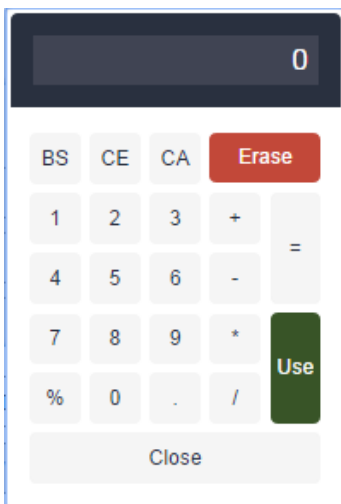 0
BS CE CA Erase
1 2 3 +
=
4 5 6 -
7 8 9 *
Use
% 0 . /
Close